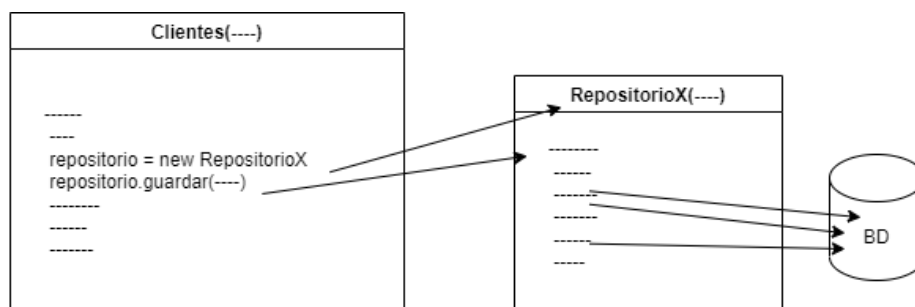 Clientes(----)
------
----
repositorio = new RepositorioX
repositorio.guardar(----)
--------
------
-------
RepositorioX(----)
--------
------
-------
-------
------
-----
BD